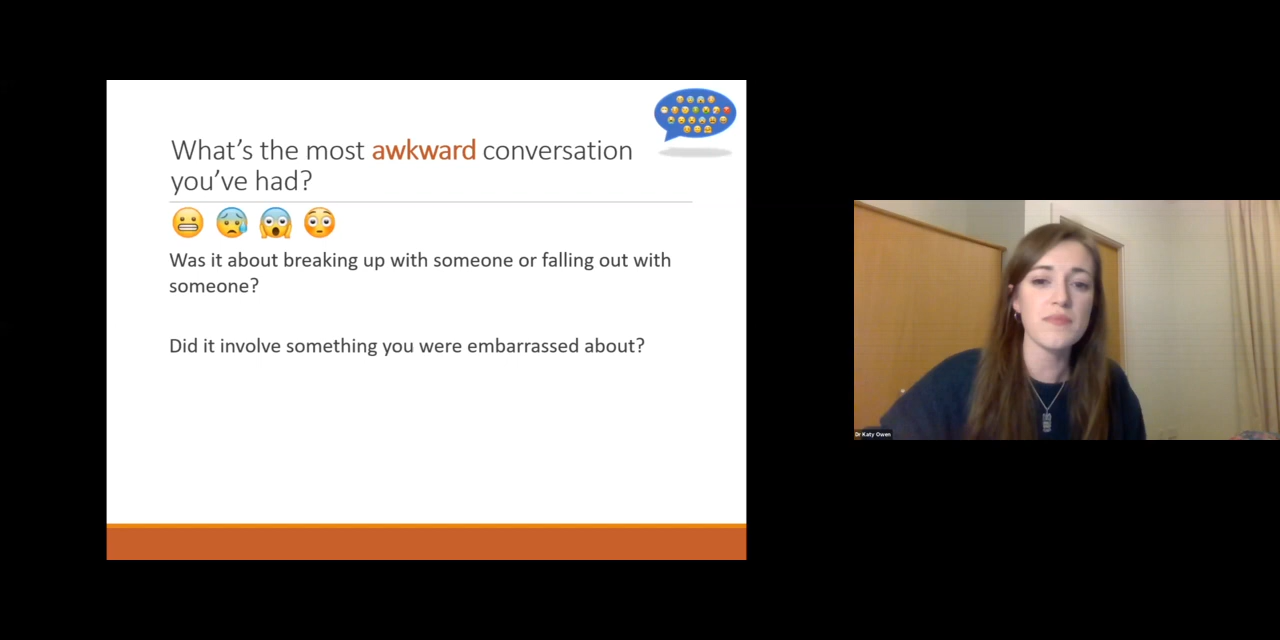 What’s the most awkward conversation
you’ve had?
😬 😰 😱 😳
Was it about breaking up with someone or falling out with
someone?
Did it involve something you were embarrassed about?
Dr Katy Owen